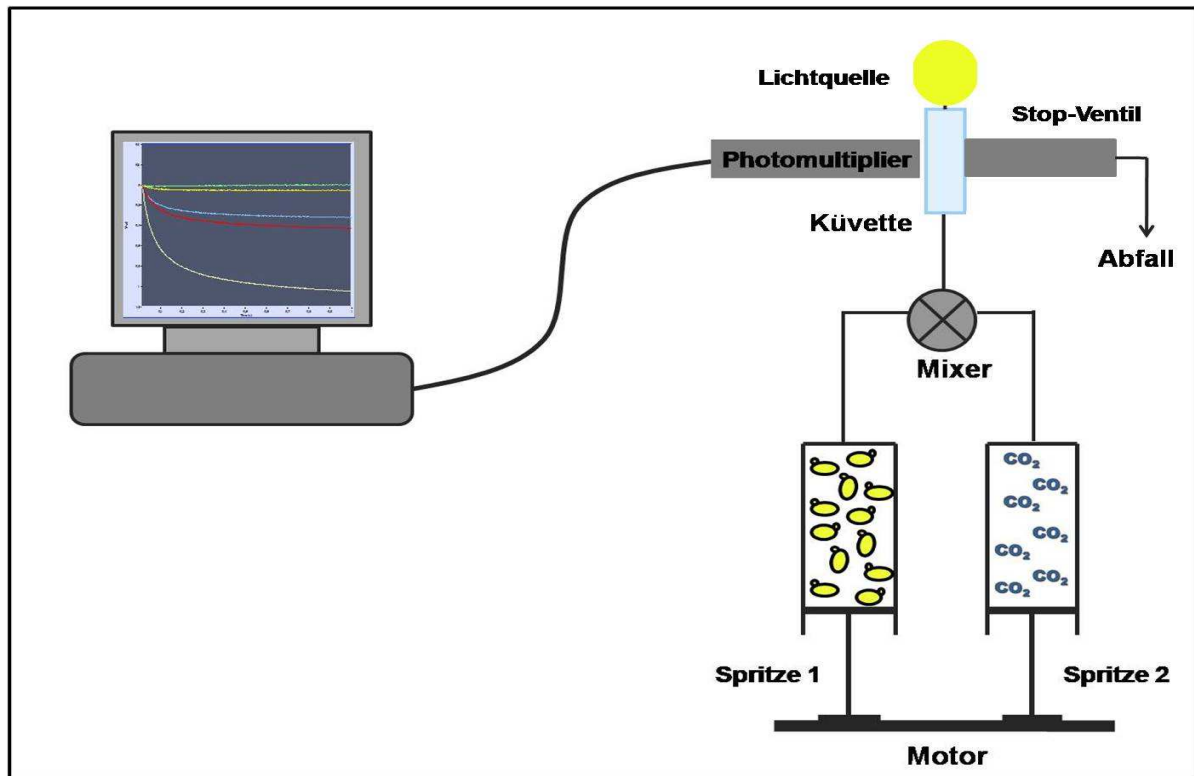 Lichtquelle
Stop-Ventil
Photomultiplier
Küvette
Abfall
Mixer
CO₂
CO₂
CO₂
CO₂
CO₂
CO₂
CO₂
Spritze 1
Spritze 2
Motor